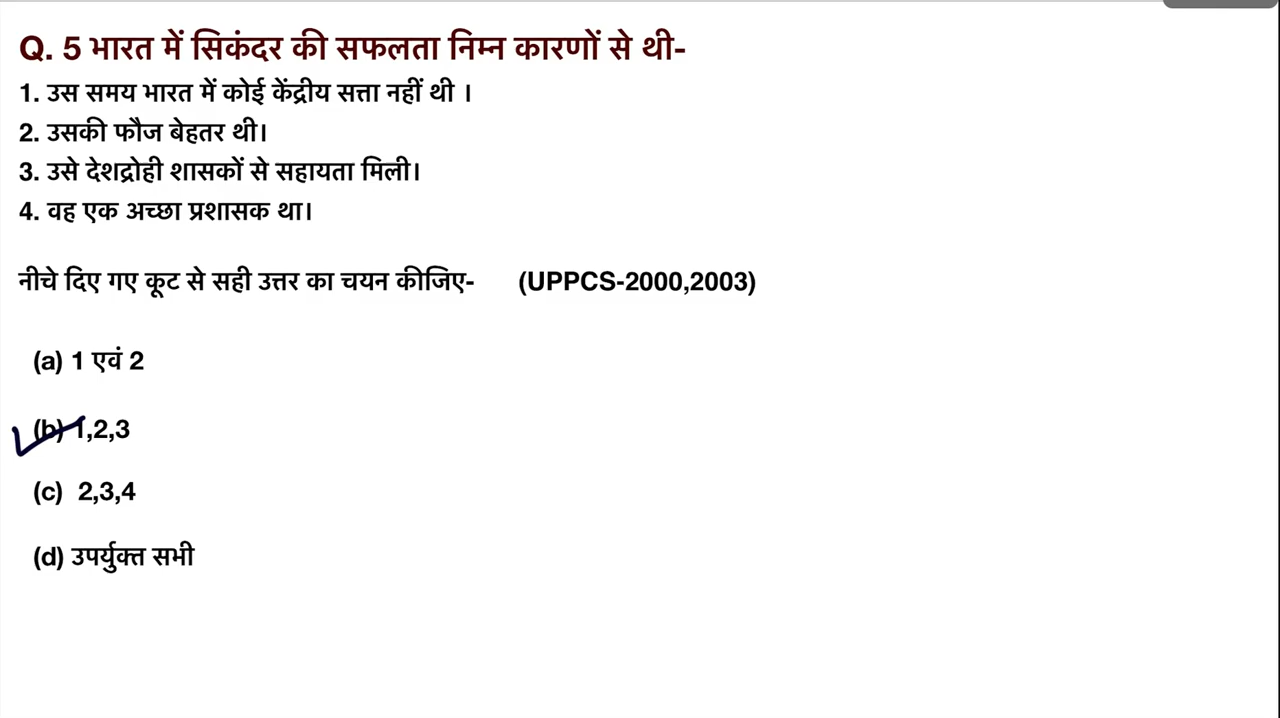 Q. 5 भारत में सिकंदर की सफलता निम्न कारणों से थी-
1. उस समय भारत में कोई केंद्रीय सत्ता नहीं थी ।
2. उसकी फौज बेहतर थी।
3. उसे देशद्रोही शासकों से सहायता मिली।
4. वह एक अच्छा प्रशासक था।
नीचे दिए गए कूट से सही उत्तर का चयन कीजिए- (UPPCS-2000,2003)
(a) 1 एवं 2
(b) 1,2,3
(c) 2,3,4
(d) उपर्युक्त सभी